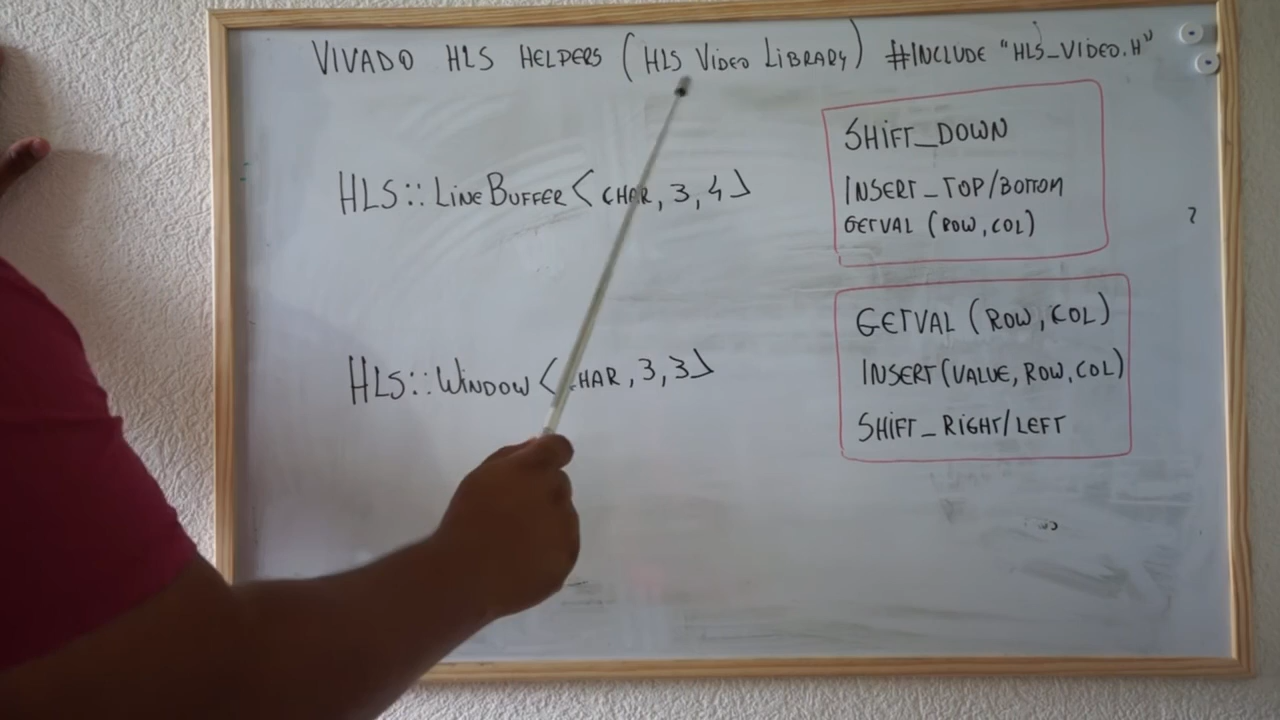 VIVADO HLS HELPERS (HLS VIDEO LIBRARY) #INCLUDE "HLS_VIDEO.H"
HLS::LINEBUFFER<CHAR,3,4>
SHIFT_DOWN
INSERT_TOP/BOTTOM
GETVAL (ROW,COL)
HLS::WINDOW<CHAR,3,3>
GETVAL (ROW,COL)
INSERT(VALUE,ROW,COL)
SHIFT_RIGHT/LEFT